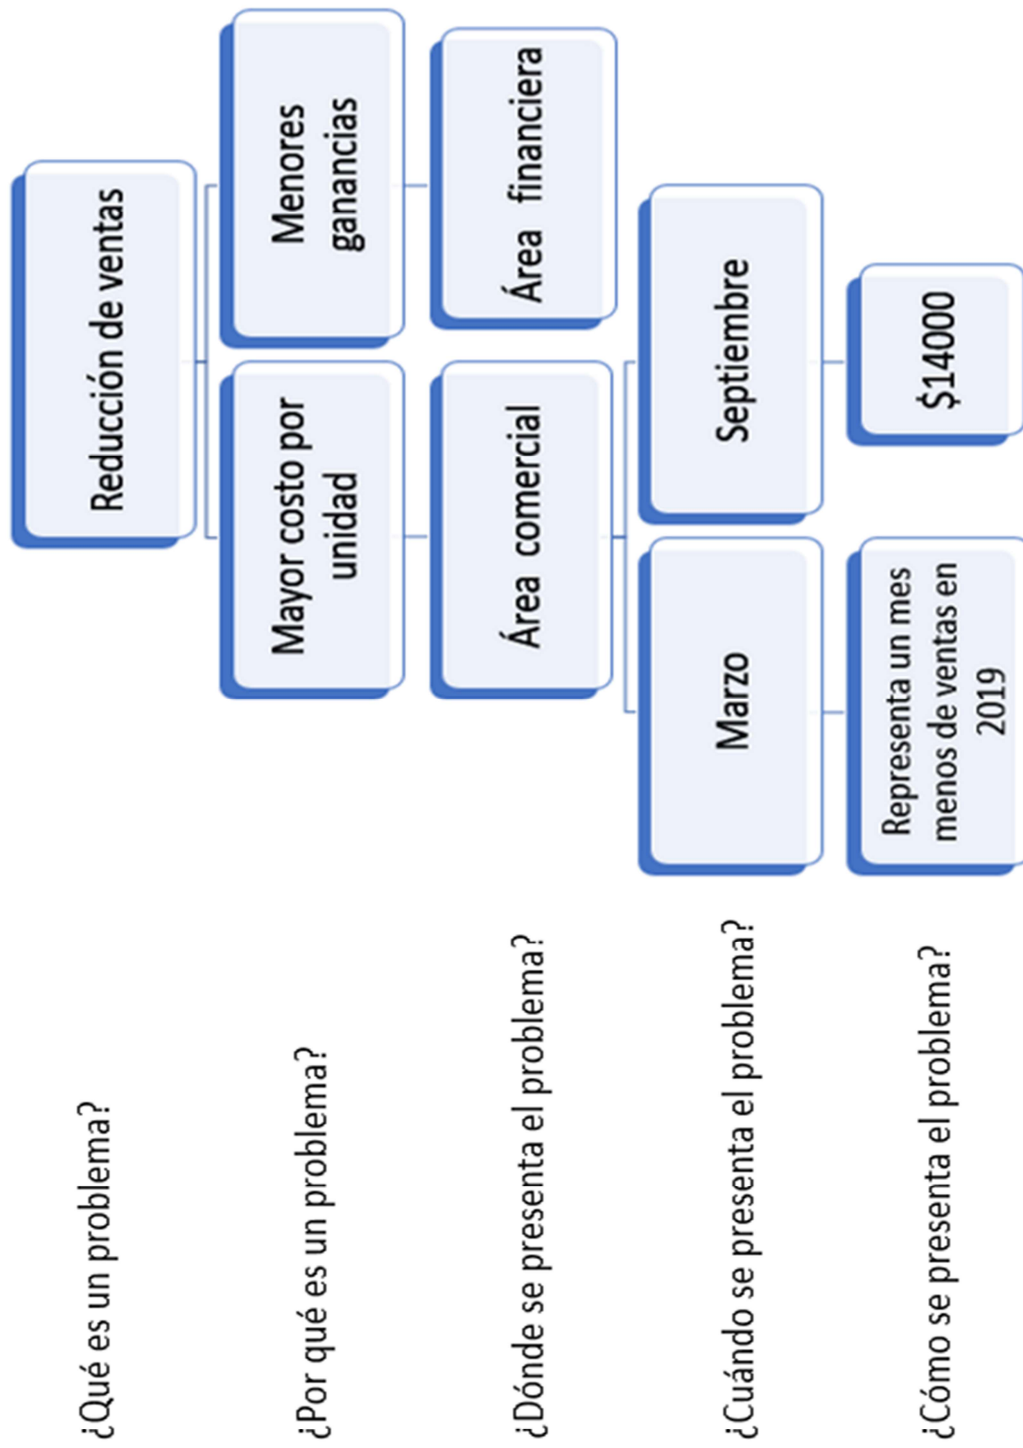 ¿Qué es un problema?
Reducción de ventas
¿Por qué es un problema?
Mayor costo por
unidad
Menores
ganancias
¿Dónde se presenta el problema?
Área comercial
Área financiera
¿Cuándo se presenta el problema?
Marzo
Septiembre
¿Cómo se presenta el problema?
Representa un mes
menos de ventas en
2019
$14000